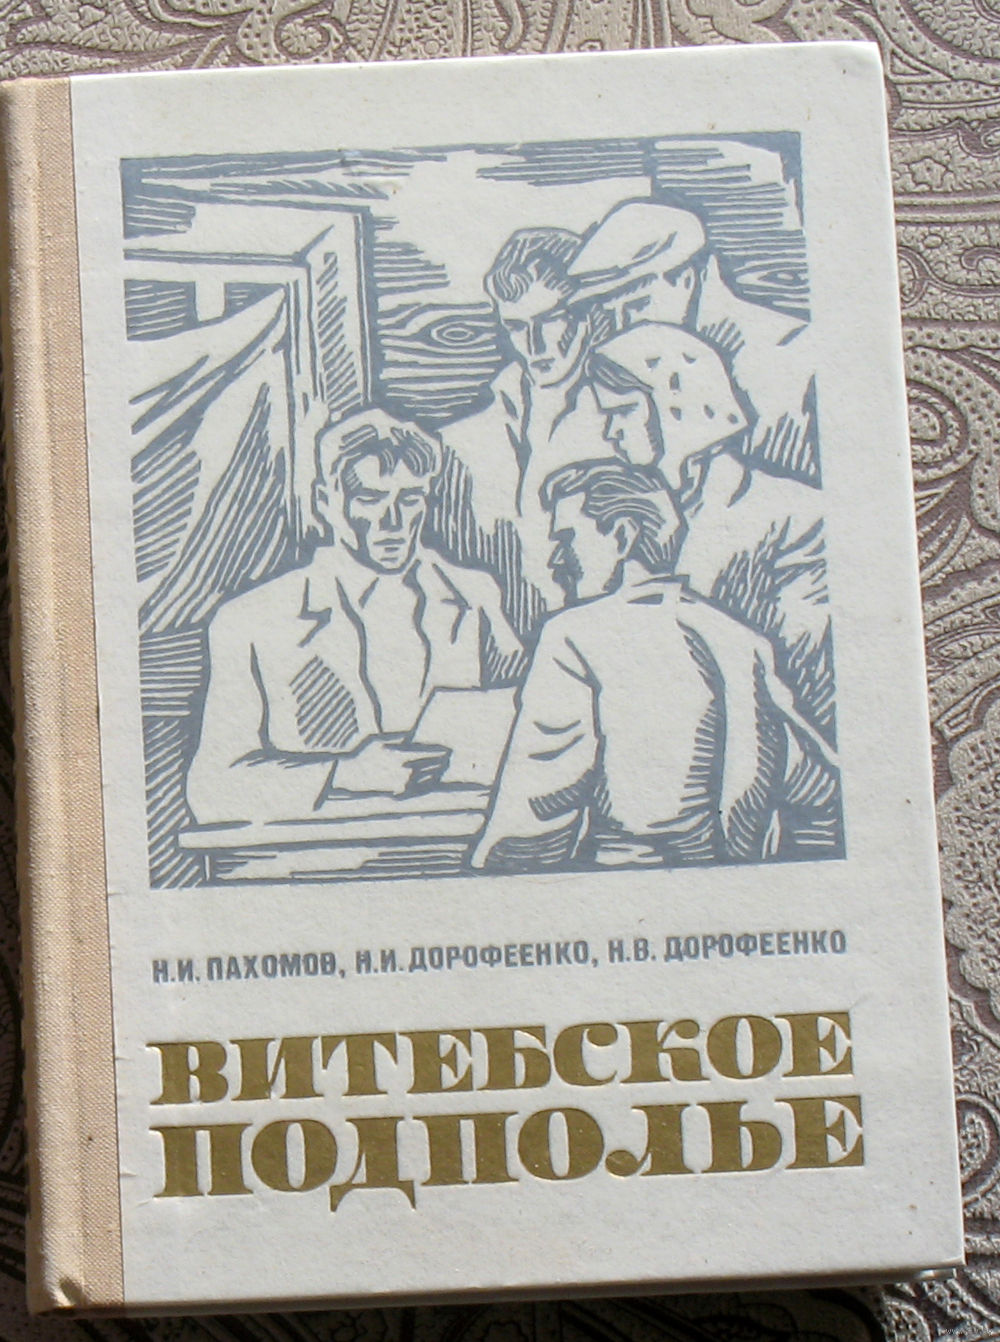 Н.И. ПАХОМОВ, Н.И. ДОРОФЕЕНКО, Н.В. ДОРОФЕЕНКО
ВИТЕБСКОЕ
ПОДПОЛЬЕ